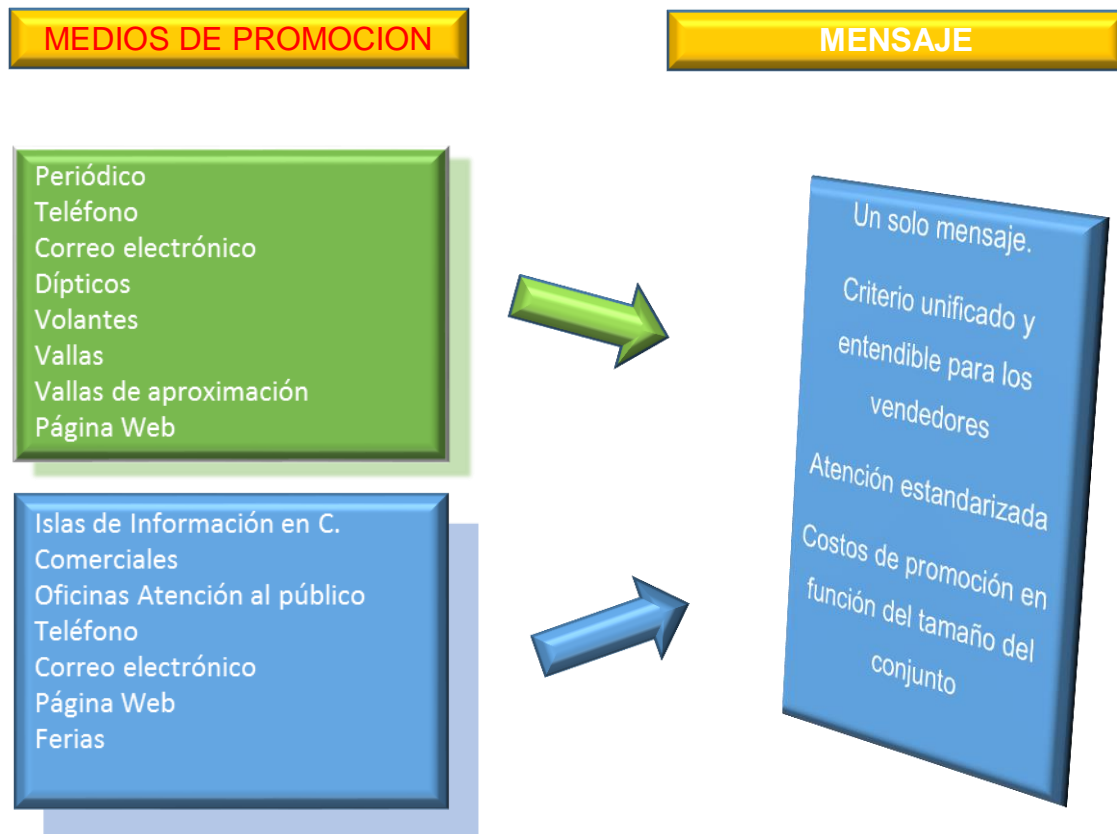 MEDIOS DE PROMOCION
MENSAJE
Periódico
Teléfono
Correo electrónico
Dípticos
Volantes
Vallas
Vallas de aproximación
Página Web
Islas de Información en C.
Comerciales
Oficinas Atención al público
Teléfono
Correo electrónico
Página Web
Ferias
Un solo mensaje.
Criterio unificado y
entendible para los
vendedores
Atención estandarizada
Costos de promoción en
función del tamaño del
conjunto